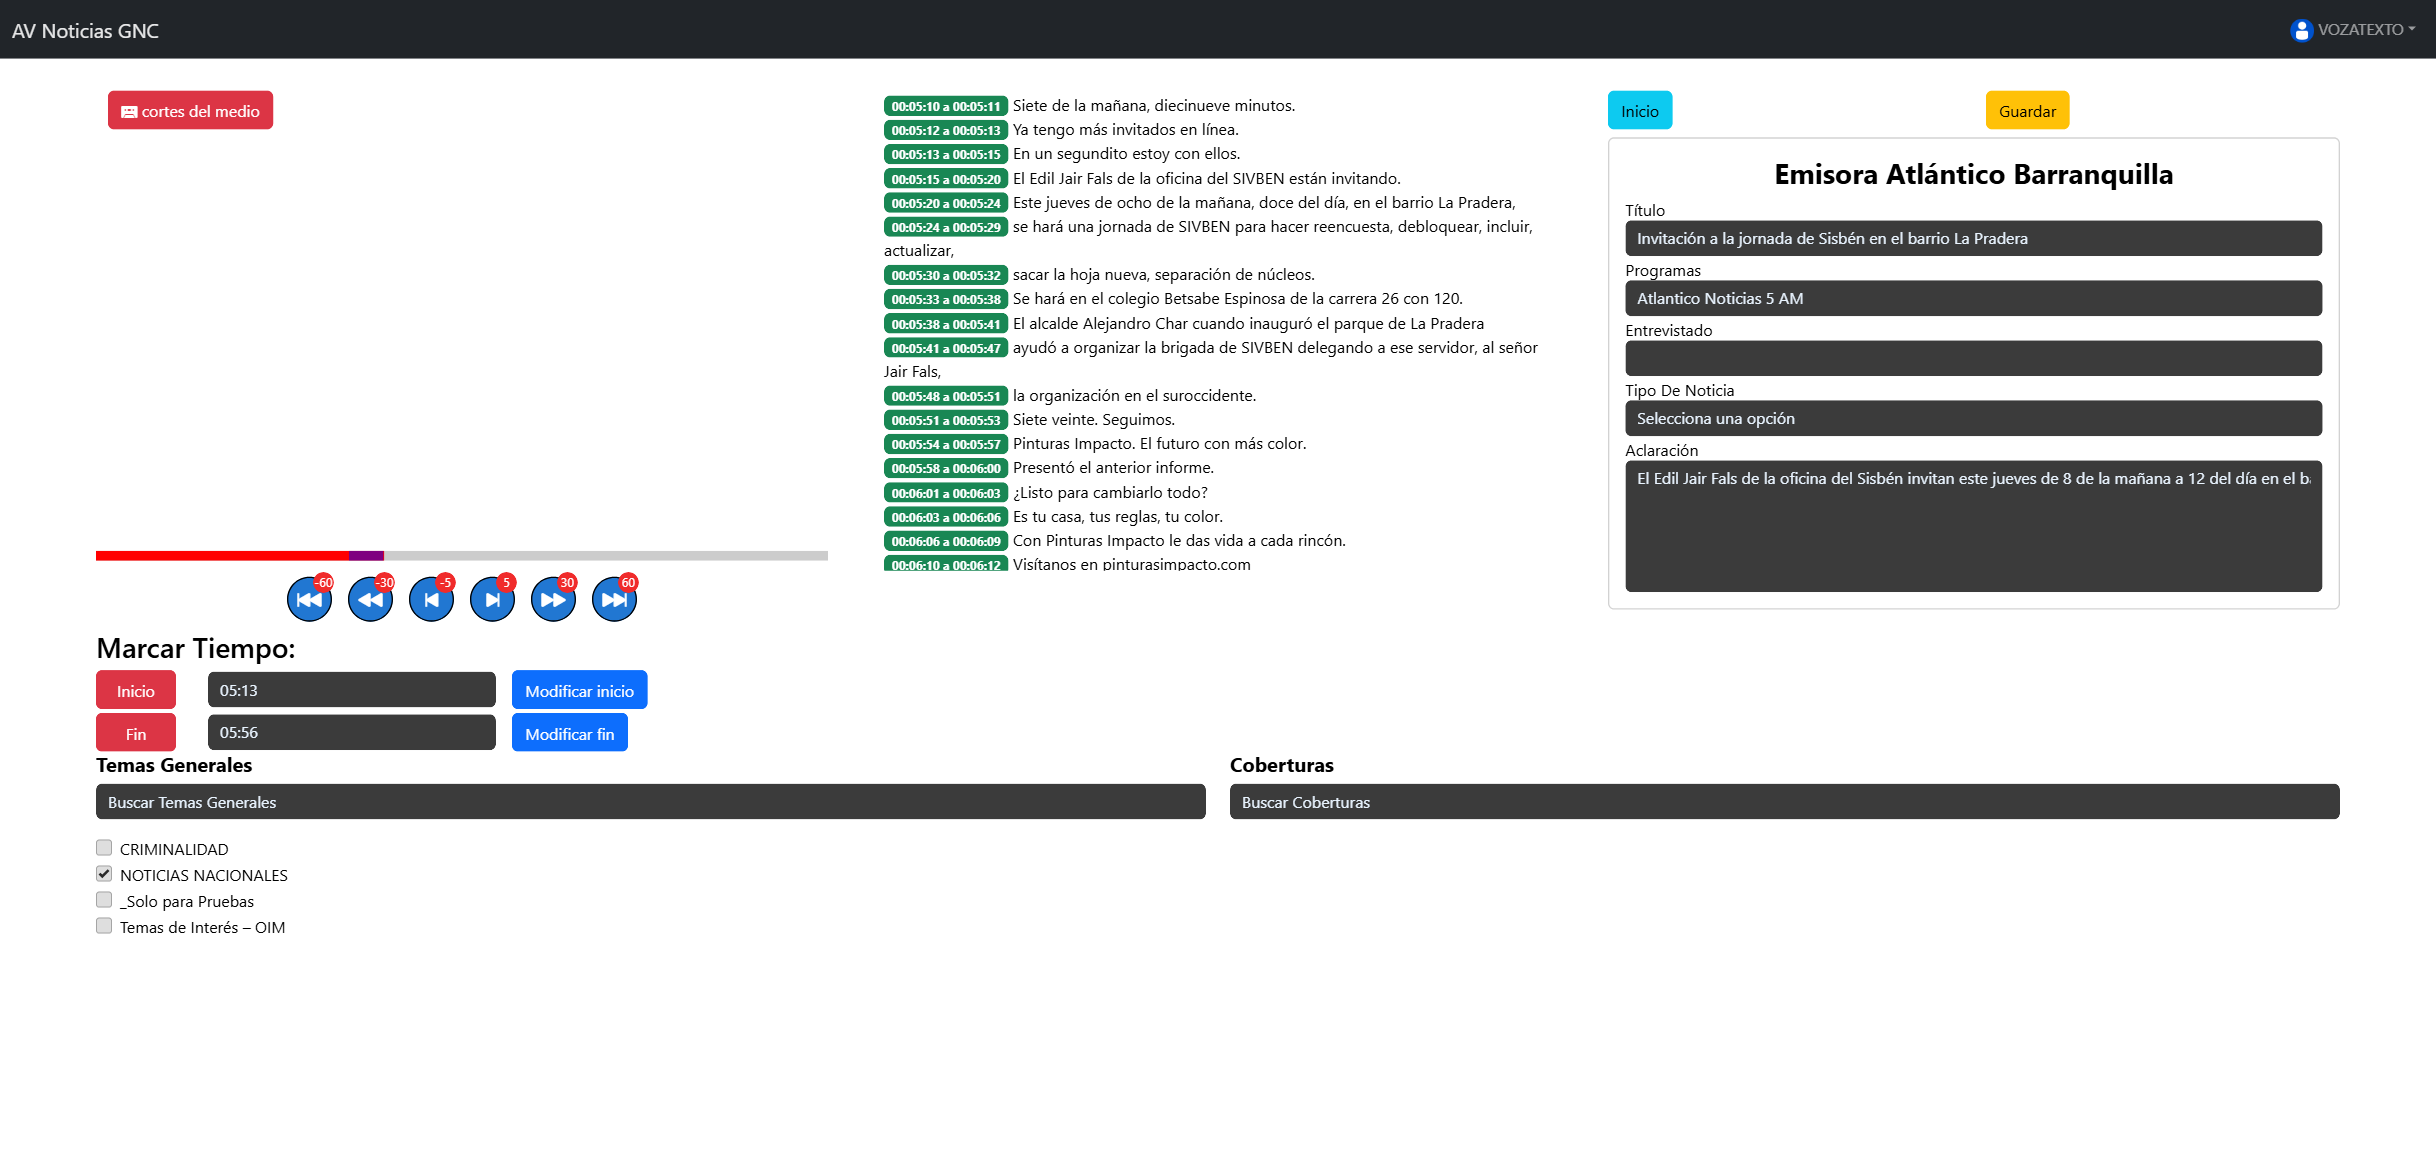 AV Noticias GNC
VOZATEXTO
cortes del medio
-60
-30
-5
5
30
60
Marcar Tiempo:
Inicio
05:13
Modificar inicio
Fin
05:56
Modificar fin
00:05:10 a 00:05:11 Siete de la mañana, diecinueve minutos.
00:05:12 a 00:05:13 Ya tengo más invitados en línea.
00:05:13 a 00:05:15 En un segundito estoy con ellos.
00:05:15 a 00:05:20 El Edil Jair Fals de la oficina del SIVBEN están invitando.
00:05:20 a 00:05:24 Este jueves de ocho de la mañana, doce del día, en el barrio La Pradera,
00:05:24 a 00:05:29 se hará una jornada de SIVBEN para hacer reencuesta, debloquear, incluir,
actualizar,
00:05:30 a 00:05:32 sacar la hoja nueva, separación de núcleos.
00:05:33 a 00:05:38 Se hará en el colegio Betsabe Espinosa de la carrera 26 con 120.
00:05:38 a 00:05:41 El alcalde Alejandro Char cuando inauguró el parque de La Pradera
00:05:41 a 00:05:47 ayudó a organizar la brigada de SIVBEN delegando a ese servidor, al señor
Jair Fals,
00:05:48 a 00:05:51 la organización en el suroccidente.
00:05:51 a 00:05:53 Siete veinte. Seguimos.
00:05:54 a 00:05:57 Pinturas Impacto. El futuro con más color.
00:05:58 a 00:06:00 Presentó el anterior informe.
00:06:01 a 00:06:03 ¿Listo para cambiarlo todo?
00:06:03 a 00:06:06 Es tu casa, tus reglas, tu color.
00:06:06 a 00:06:09 Con Pinturas Impacto le das vida a cada rincón.
00:06:10 a 00:06:12 Visítanos en pinturasimpacto.com
Inicio
Guardar
Emisora Atlántico Barranquilla
Título
Invitación a la jornada de Sisbén en el barrio La Pradera
Programas
Atlantico Noticias 5 AM
Entrevistado
Tipo De Noticia
Selecciona una opción
Aclaración
El Edil Jair Fals de la oficina del Sisbén invitan este jueves de 8 de la mañana a 12 del día en el
Temas Generales
Buscar Temas Generales
CRIMINALIDAD
NOTICIAS NACIONALES
_Solo para Pruebas
Temas de Interés – OIM
Coberturas
Buscar Coberturas